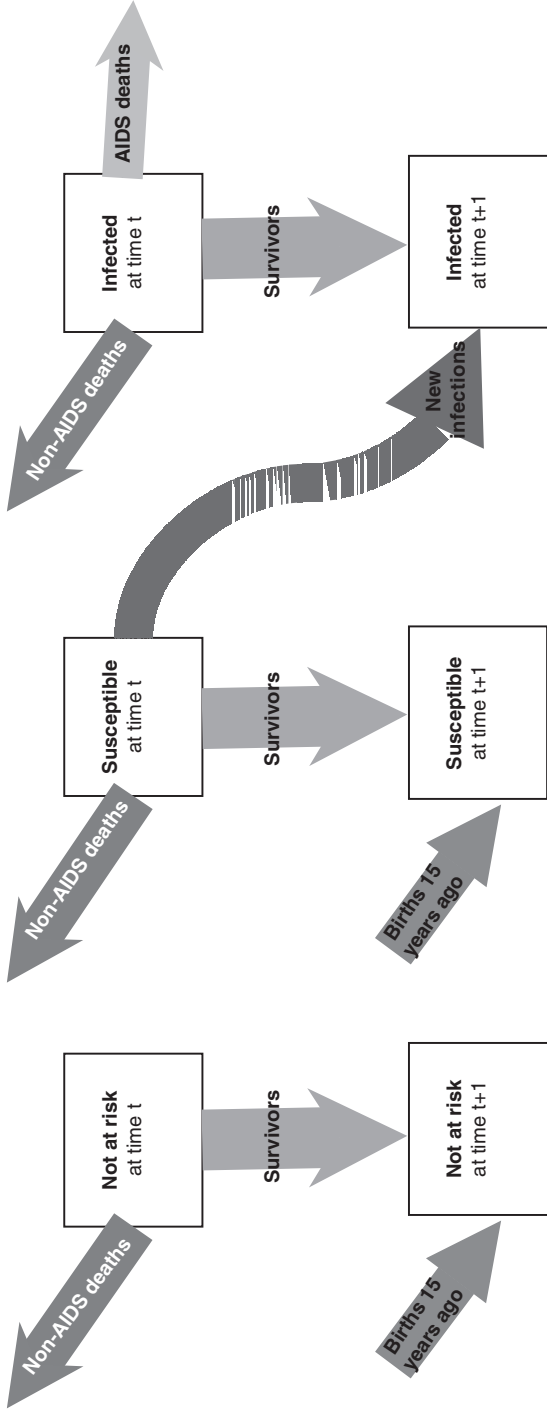 Non-AIDS deaths
Not at risk
at time t
Survivors
Births 15
years ago
Not at risk
at time t+1
Non-AIDS deaths
Susceptible
at time t
Survivors
Births 15
years ago
Susceptible
at time t+1
Non-AIDS deaths
Infected
at time t
AIDS deaths
Survivors
New
infections
Infected
at time t+1